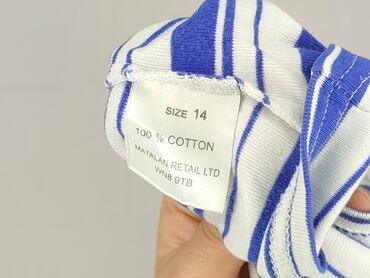 SIZE 14
100 % COTTON
MATALAN RETAIL LTD
WN8 9TB